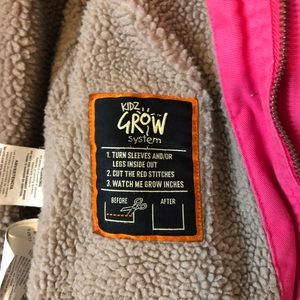 KIDZ
GROW
system
1. TURN SLEEVES AND/OR
LEGS INSIDE OUT
2. CUT THE RED STITCHES
3. WATCH ME GROW INCHES
BEFORE AFTER